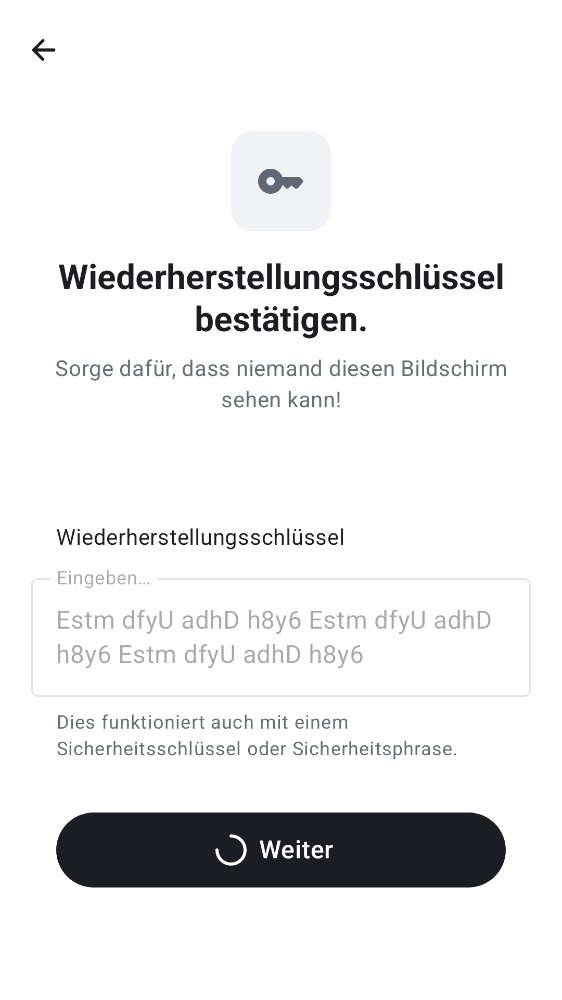 Wiederherstellungsschlüssel
bestätigen.
Sorge dafür, dass niemand diesen Bildschirm
sehen kann!
Wiederherstellungsschlüssel
Eingeben…
Estm dfyU adhD h8y6 Estm dfyU adhD
h8y6 Estm dfyU adhD h8y6
Dies funktioniert auch mit einem
Sicherheitsschlüssel oder Sicherheitsphrase.
Weiter